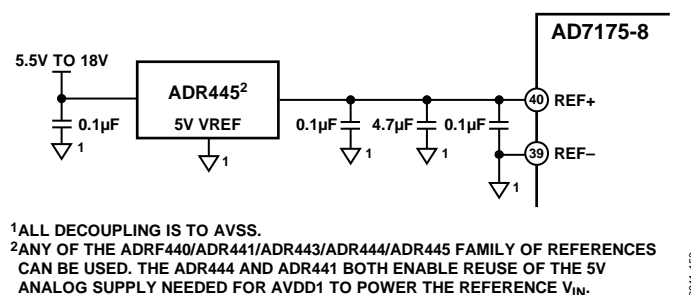 AD7175-8
5.5V TO 18V
ADR445²
5V VREF
0.1µF
1
1
0.1µF
1
4.7µF
1
0.1µF
1
40 REF+
39 REF–
¹ALL DECOUPLING IS TO AVSS.
²ANY OF THE ADRF440/ADR441/ADR443/ADR444/ADR445 FAMILY OF REFERENCES
CAN BE USED. THE ADR444 AND ADR441 BOTH ENABLE REUSE OF THE 5V
ANALOG SUPPLY NEEDED FOR AVDD1 TO POWER THE REFERENCE VIN.